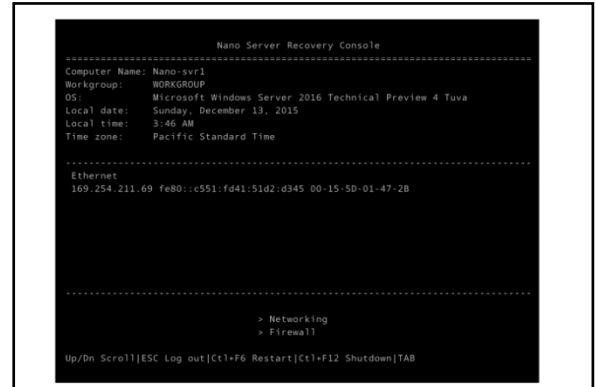 Nano Server Recovery Console
================================================================================
Computer Name: Nano-svr1
Workgroup: WORKGROUP
OS: Microsoft Windows Server 2016 Technical Preview 4 Tuva
Local date: Sunday, December 13, 2015
Local time: 3:46 AM
Time zone: Pacific Standard Time
--------------------------------------------------------------------------------
Ethernet
169.254.211.69 fe80::c551:fd41:51d2:d345 00-15-5D-01-47-2B
--------------------------------------------------------------------------------
> Networking
> Firewall
Up/Dn Scroll|ESC Log out|Ctl+F6 Restart|Ctl+F12 Shutdown|TAB